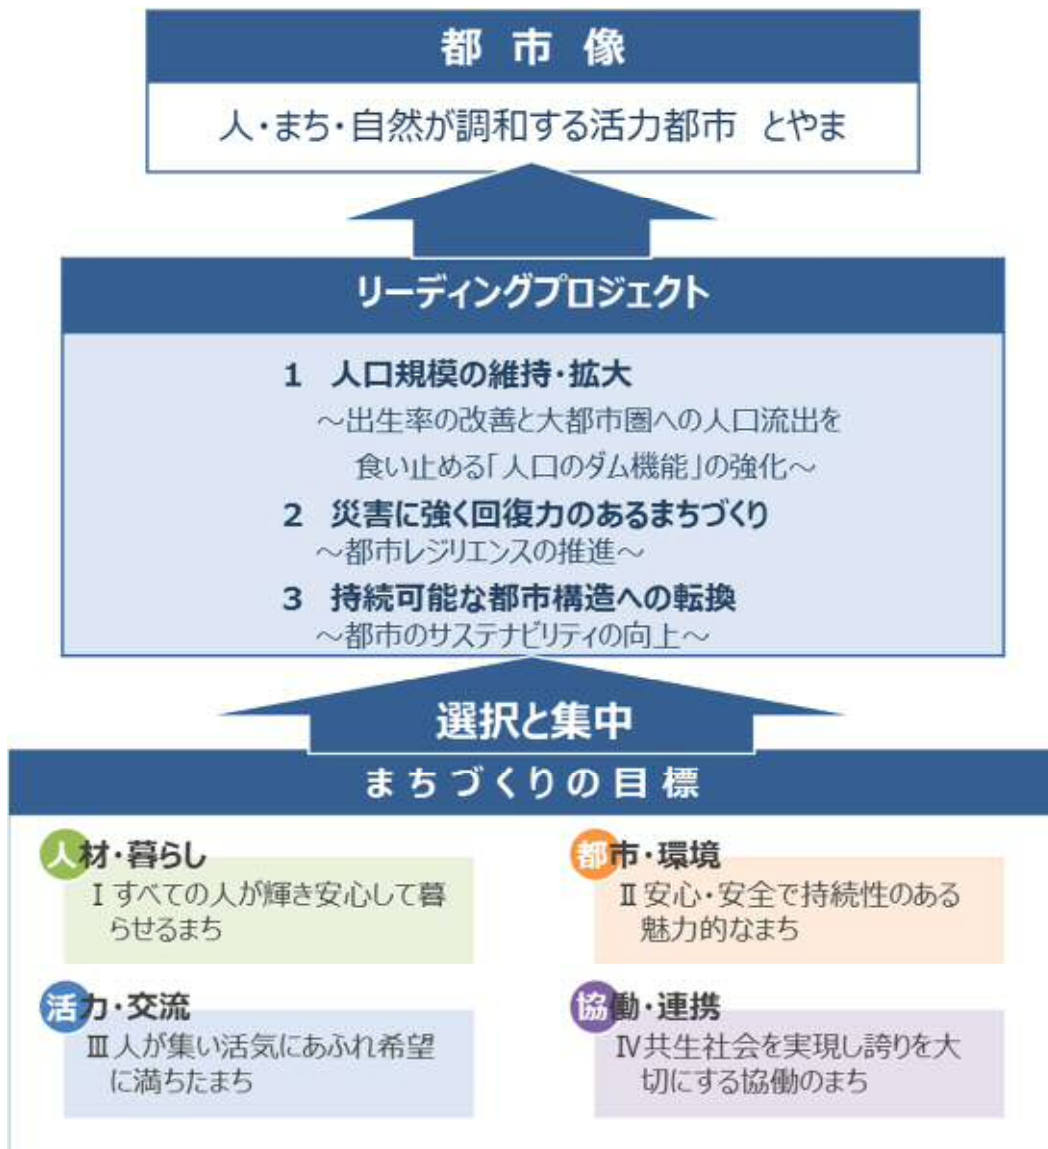 都 市 像
人・まち・自然が調和する活力都市 とやま
リーディングプロジェクト
1 人口規模の維持・拡大
～出生率の改善と大都市圏への人口流出を
食い止める「人口のダム機能」の強化～
2 災害に強く回復力のあるまちづくり
～都市レジリエンスの推進～
3 持続可能な都市構造への転換
～都市のサステナビリティの向上～
選択と集中
まちづくりの目標
人材・暮らし
Ⅰすべての人が輝き安心して暮
らせるまち
都市・環境
Ⅱ安心・安全で持続性のある
魅力的なまち
活力・交流
Ⅲ人が集い活気にあふれ希望
に満ちたまち
協働・連携
Ⅳ共生社会を実現し誇りを大
切にする協働のまち